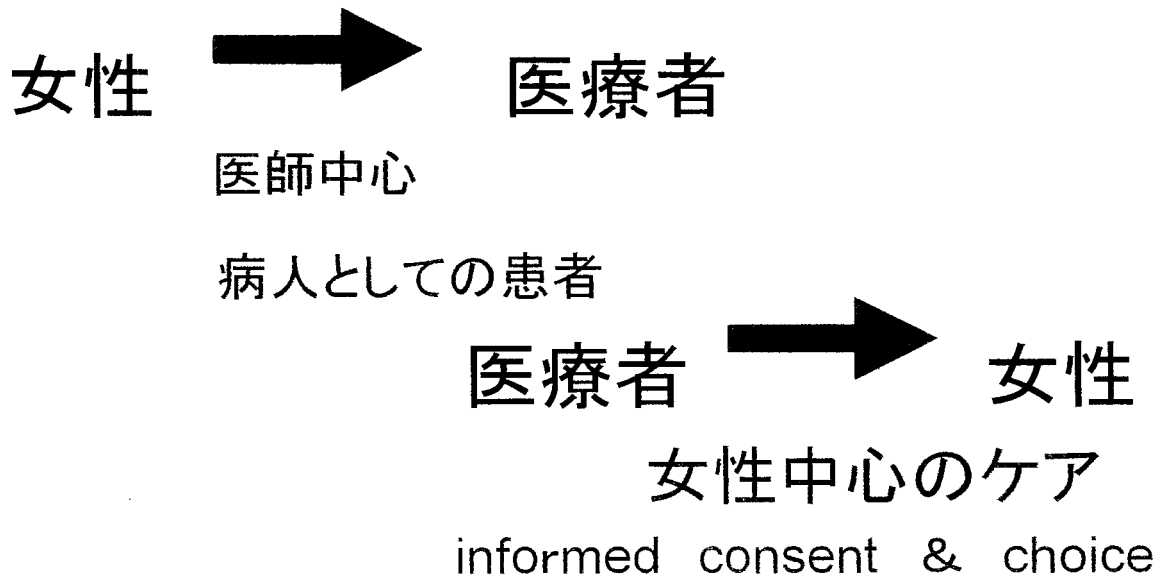 女性 医療者
医師中心
病人としての患者
医療者 女性
女性中心のケア
informed consent & choice